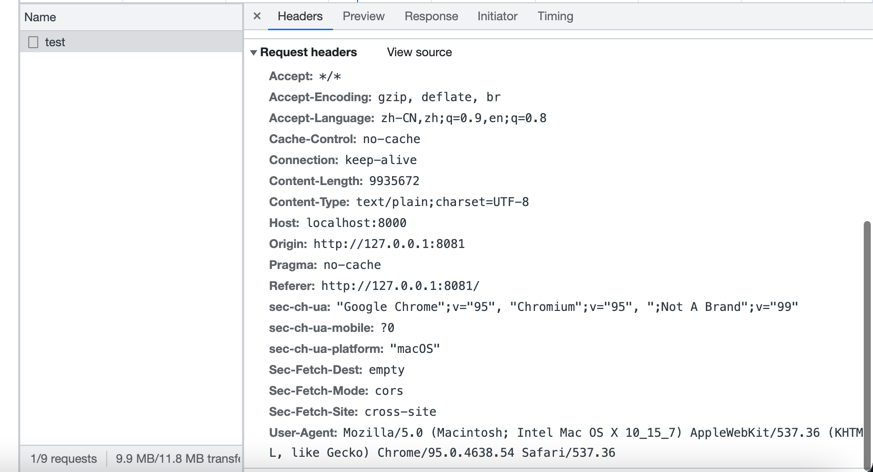 Name
test
1/9 requests
9.9 MB/11.8 MB transfe
× Headers Preview Response Initiator Timing
▼Request headers View source
Accept: */*
Accept-Encoding: gzip, deflate, br
Accept-Language: zh-CN,zh;q=0.9,en;q=0.8
Cache-Control: no-cache
Connection: keep-alive
Content-Length: 9935672
Content-Type: text/plain;charset=UTF-8
Host: localhost:8000
Origin: http://127.0.0.1:8081
Pragma: no-cache
Referer: http://127.0.0.1:8081/
sec-ch-ua: "Google Chrome";v="95", "Chromium";v="95", ";Not A Brand";v="99"
sec-ch-ua-mobile: ?0
sec-ch-ua-platform: "macOS"
Sec-Fetch-Dest: empty
Sec-Fetch-Mode: cors
Sec-Fetch-Site: cross-site
User-Agent: Mozilla/5.0 (Macintosh; Intel Mac OS X 10_15_7) AppleWebKit/537.36 (KHTM
L, like Gecko) Chrome/95.0.4638.54 Safari/537.36